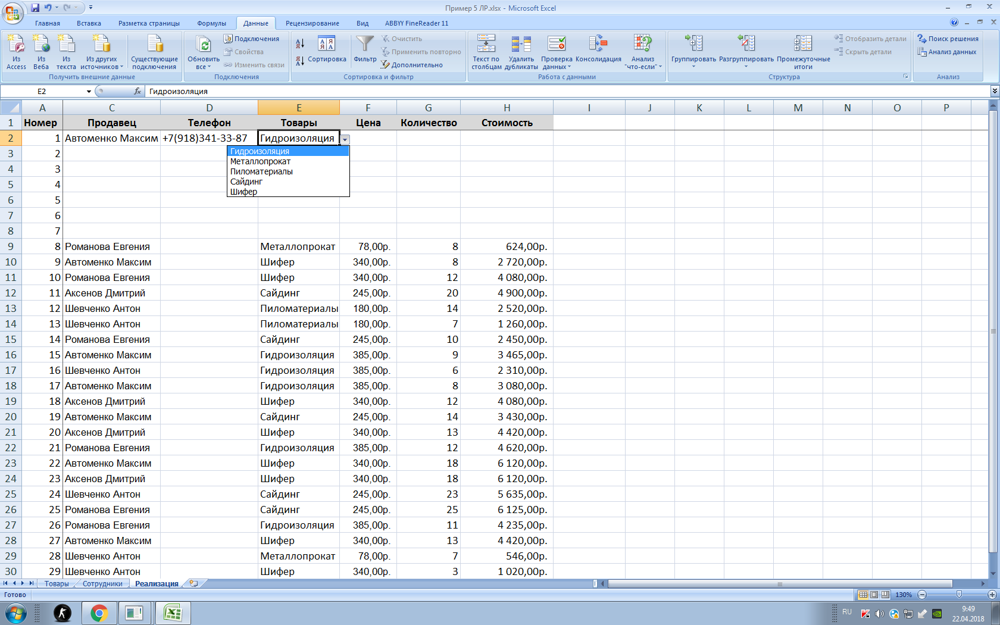 Пример 5 ЛР.xlsx - Microsoft Excel
Главная Вставка Разметка страницы Формулы Данные Рецензирование Вид ABBYY FineReader 11
Из Access
Из Веба
Из текста
Из других источников
Существующие подключения
Получить внешние данные
Обновить все
Подключения
Свойства
Изменить связи
Подключения
Сортировка
Фильтр
Очистить
Применить повторно
Дополнительно
Сортировка и фильтр
Текст по столбцам
Удалить дубликаты
Проверка данных
Консолидация
Анализ "что-если"
Работа с данными
Группировать
Разгруппировать
Промежуточные итоги
Отобразить детали
Скрыть детали
Структура
Поиск решения
Анализ данных
Анализ
E2 fx Гидроизоляция
A C D E F G H I J K L M N O P
1 Номер Продавец Телефон Товары Цена Количество Стоимость
2 1 Автоменко Максим +7(918)341-33-87 Гидроизоляция
Гидроизоляция
Металлопрокат
Пиломатериалы
Сайдинг
Шифер
3 2
4 3
5 4
6 5
7 6
8 7
9 8 Романова Евгения Металлопрокат 78,00р. 8 624,00р.
10 9 Автоменко Максим Шифер 340,00р. 8 2 720,00р.
11 10 Романова Евгения Шифер 340,00р. 12 4 080,00р.
12 11 Аксенов Дмитрий Сайдинг 245,00р. 20 4 900,00р.
13 12 Шевченко Антон Пиломатериалы 180,00р. 14 2 520,00р.
14 13 Шевченко Антон Пиломатериалы 180,00р. 7 1 260,00р.
15 14 Романова Евгения Сайдинг 245,00р. 10 2 450,00р.
16 15 Автоменко Максим Гидроизоляция 385,00р. 9 3 465,00р.
17 16 Шевченко Антон Гидроизоляция 385,00р. 6 2 310,00р.
18 17 Автоменко Максим Гидроизоляция 385,00р. 8 3 080,00р.
19 18 Аксенов Дмитрий Шифер 340,00р. 12 4 080,00р.
20 19 Автоменко Максим Сайдинг 245,00р. 14 3 430,00р.
21 20 Аксенов Дмитрий Шифер 340,00р. 13 4 420,00р.
22 21 Романова Евгения Гидроизоляция 385,00р. 12 4 620,00р.
23 22 Автоменко Максим Шифер 340,00р. 18 6 120,00р.
24 23 Аксенов Дмитрий Шифер 340,00р. 18 6 120,00р.
25 24 Шевченко Антон Сайдинг 245,00р. 23 5 635,00р.
26 25 Романова Евгения Сайдинг 245,00р. 25 6 125,00р.
27 26 Романова Евгения Гидроизоляция 385,00р. 11 4 235,00р.
28 27 Автоменко Максим Шифер 340,00р. 13 4 420,00р.
29 28 Шевченко Антон Металлопрокат 78,00р. 7 546,00р.
30 29 Шевченко Антон Шифер 340,00р. 3 1 020,00р.
Товары Сотрудники Реализация
Готово 130%
RU 9:49
22.04.2018